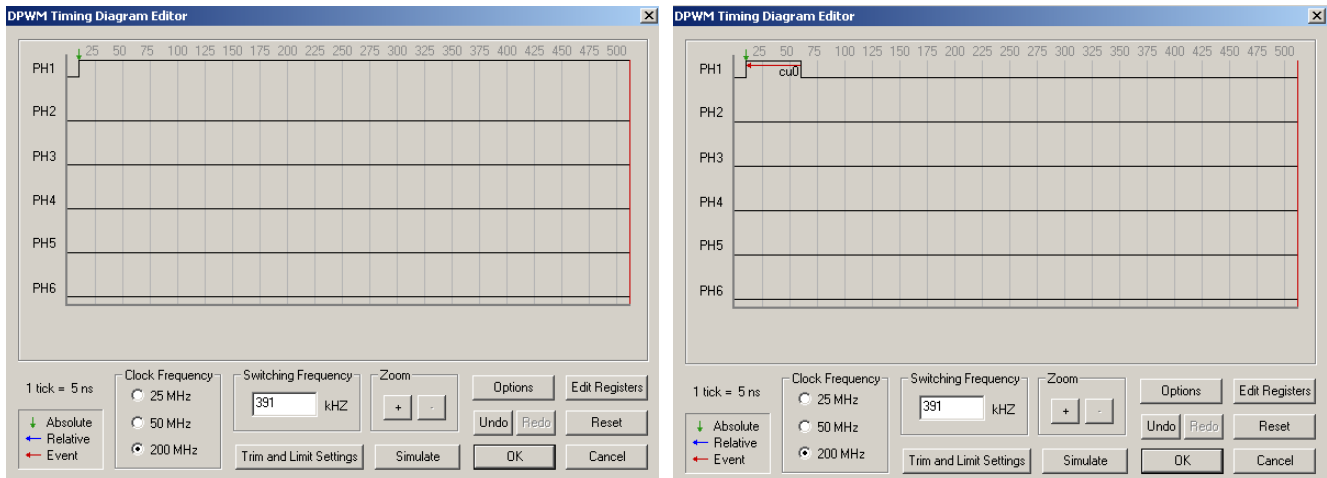 DPWM Timing Diagram Editor
25 50 75 100 125 150 175 200 225 250 275 300 325 350 375 400 425 450 475 500
PH1
PH2
PH3
PH4
PH5
PH6
1 tick = 5 ns
Absolute
Relative
Event
Clock Frequency
25 MHz
50 MHz
200 MHz
Switching Frequency
391 kHZ
Zoom
+ -
Options
Edit Registers
Undo Redo
Reset
Trim and Limit Settings
Simulate
OK
Cancel
DPWM Timing Diagram Editor
25 50 75 100 125 150 175 200 225 250 275 300 325 350 375 400 425 450 475 500
PH1
cu0
PH2
PH3
PH4
PH5
PH6
1 tick = 5 ns
Absolute
Relative
Event
Clock Frequency
25 MHz
50 MHz
200 MHz
Switching Frequency
391 kHZ
Zoom
+ -
Options
Edit Registers
Undo Redo
Reset
Trim and Limit Settings
Simulate
OK
Cancel